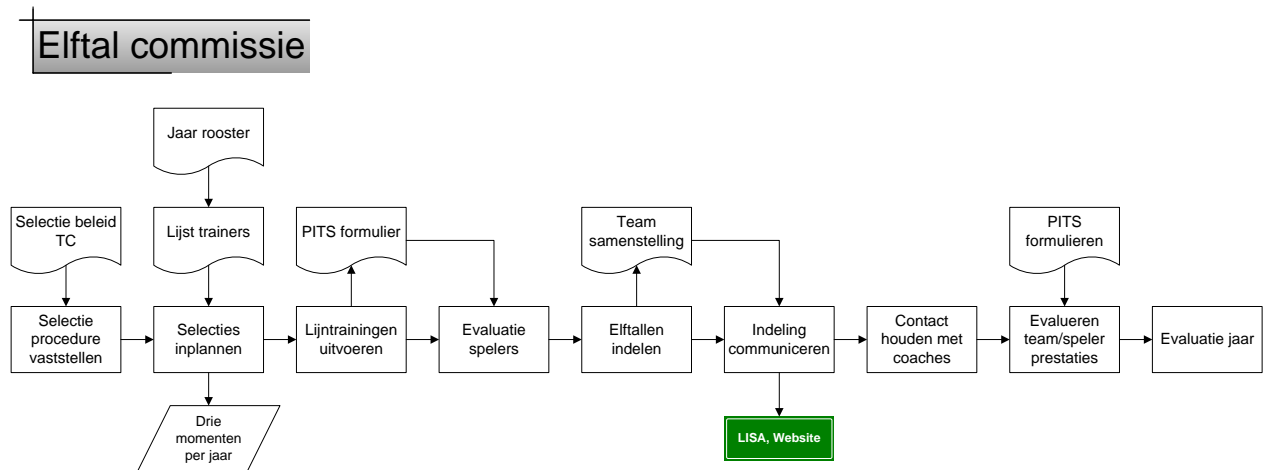 Elftal commissie
Jaar rooster
Selectie beleid
TC
Lijst trainers
PITS formulier
Team
samenstelling
PITS
formulieren
Selectie
procedure
vaststellen
Selecties
inplannen
Lijntrainingen
uitvoeren
Evaluatie
spelers
Elftallen
indelen
Indeling
communiceren
Contact
houden met
coaches
Evalueren
team/speler
prestaties
Evaluatie jaar
Drie
momenten
per jaar
LISA, Website